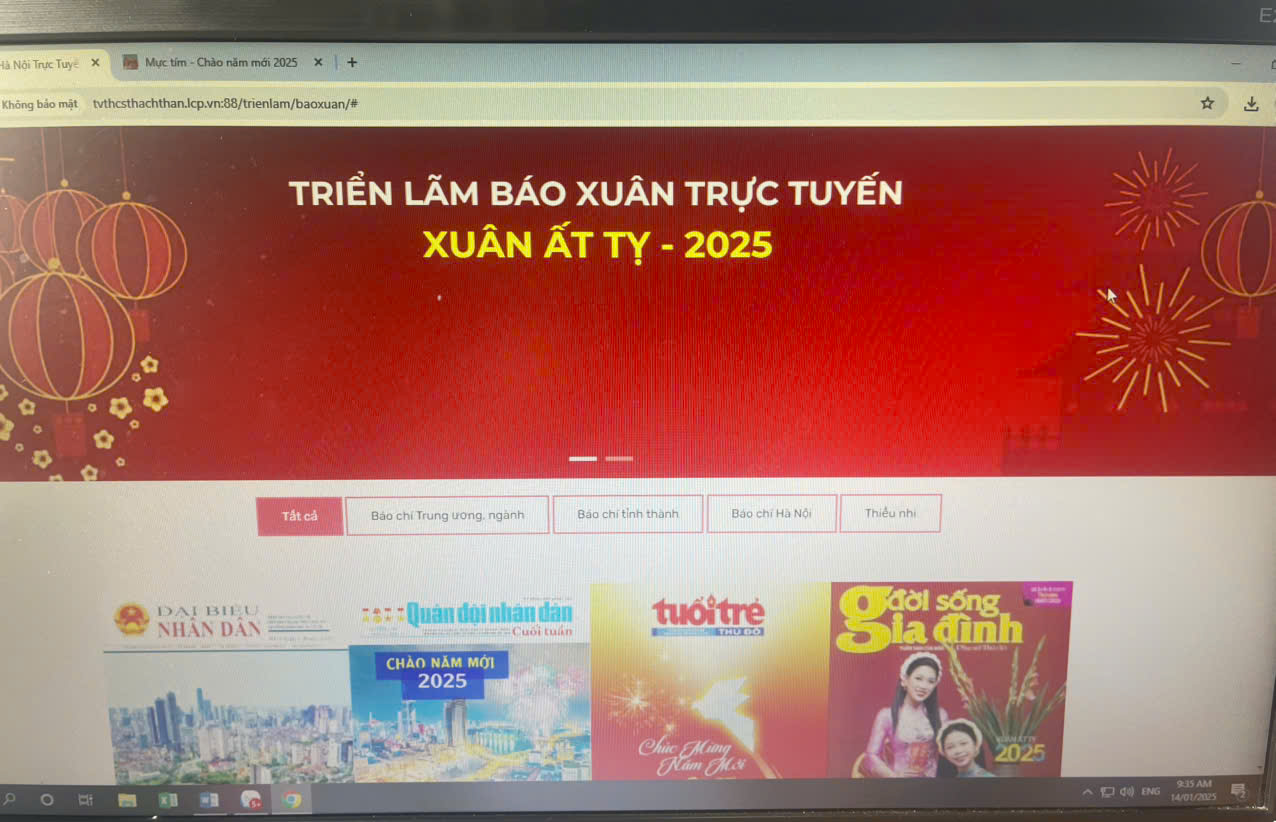 Hà Nội Trực Tuyế
Mực tím - Chào năm mới 2025
Không bảo mật
tvthcsthachthan.lcp.vn:88/trienlam/baoxuan/#
TRIỂN LÃM BÁO XUÂN TRỰC TUYẾN
XUÂN ẤT TỴ - 2025
Tất cả
Báo chí Trung ương, ngành
Báo chí tỉnh thành
Báo chí Hà Nội
Thiếu nhi
ĐẠI BIỂU
NHÂN DÂN
Quân đội nhân dân
Cuối tuần
CHÀO NĂM MỚI
2025
tuổi trẻ
THỦ ĐÔ
Chúc Mừng
Năm Mới
đời sống
gia đình
XUÂN ẤT TỴ
2025
ENG
9:35 AM
14/01/2025